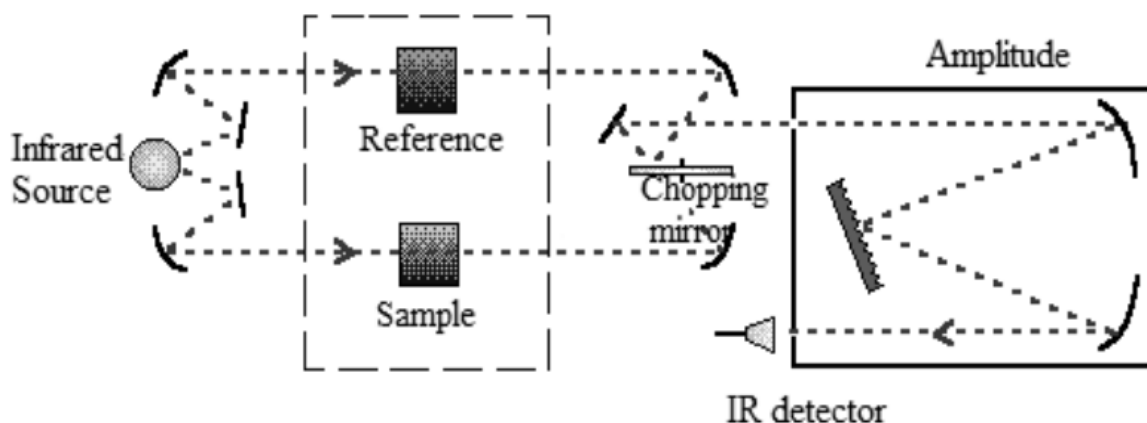 Amplitude
Infrared
Source
Reference
Chopping
mirror
Sample
IR detector